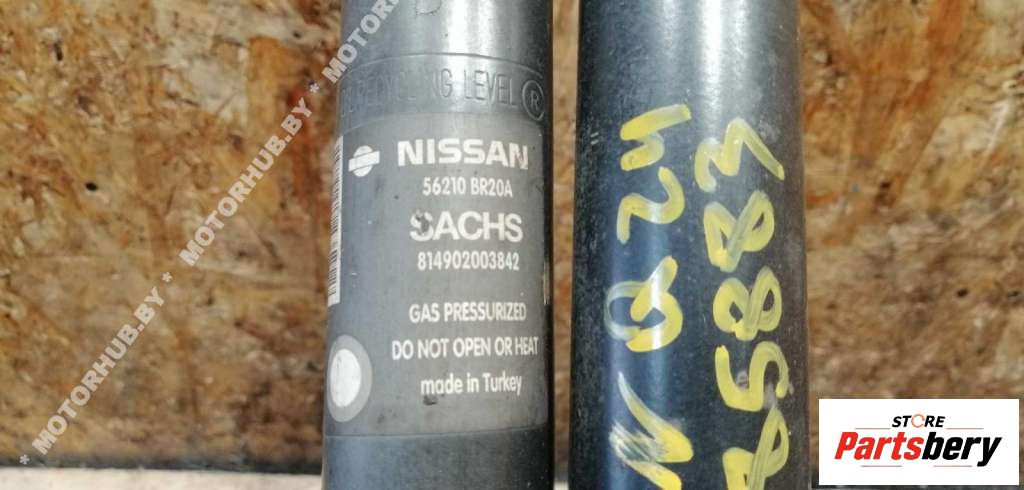 RECYCLING LEVEL ®
NISSAN
56210 BR20A
SACHS
814902003842
GAS PRESSURIZED
DO NOT OPEN OR HEAT
made in Turkey
N Q 24
* MOTORHUB.BY * MOTORHUB.BY * MOTORHUB.BY
STORE
Partsbery